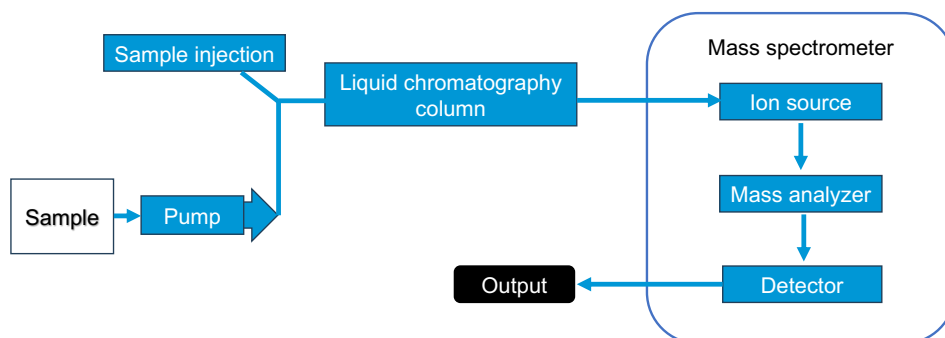 Sample injection
Mass spectrometer
Liquid chromatography
column
Ion source
Sample
Pump
Mass analyzer
Output
Detector